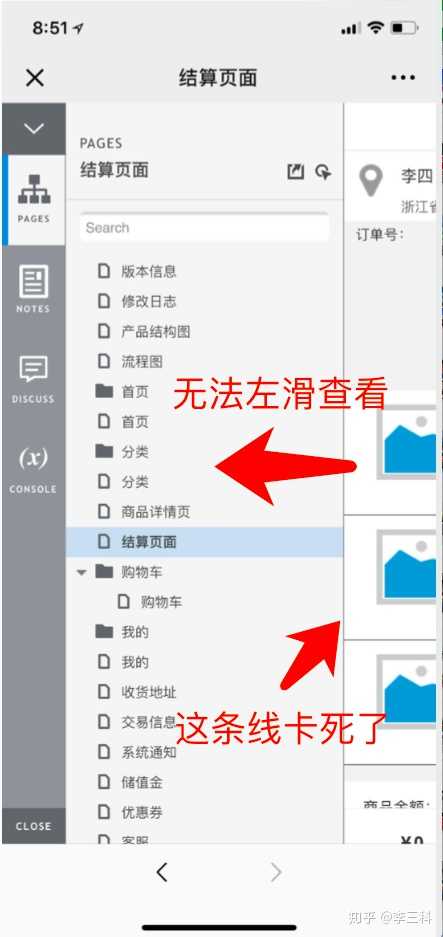 8:51
结算页面
PAGES
结算页面
Search
PAGES
NOTES
DISCUSS
(x)
CONSOLE
CLOSE
版本信息
修改日志
产品结构图
流程图
首页
首页
分类
分类
商品详情页
结算页面
购物车
购物车
我的
我的
收货地址
交易信息
系统通知
储值金
优惠券
客服
李四
浙江省
订单号：
无法左滑查看
这条线卡死了
商品金额：
¥0
知乎 @李三科